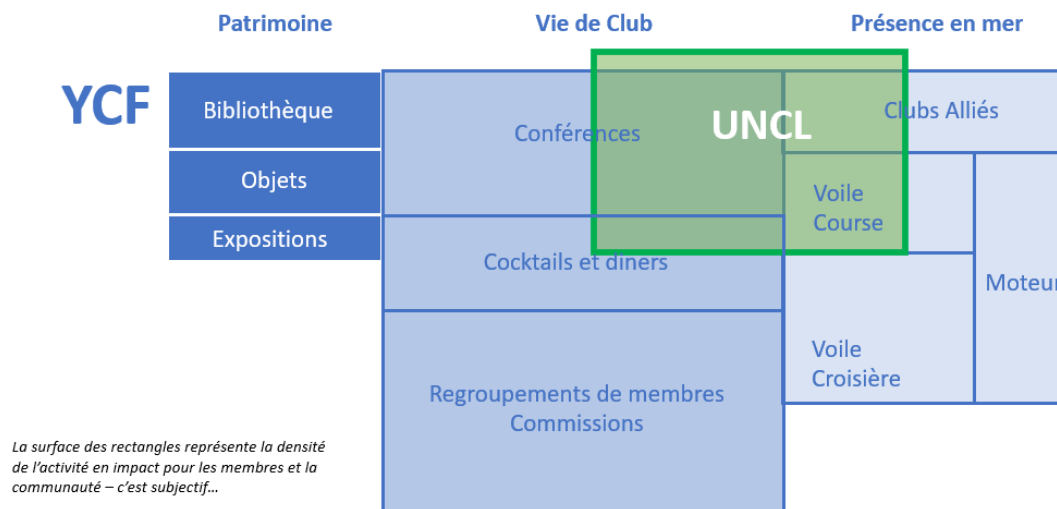 Patrimoine
Vie de Club
Présence en mer
YCF
Bibliothèque
Objets
Expositions
Conférences
UNCL
Clubs Alliés
Voile
Course
Cocktails et dîners
Moteur
Voile
Croisière
Regroupements de membres
Commissions
La surface des rectangles représente la densité
de l’activité en impact pour les membres et la
communauté – c’est subjectif…